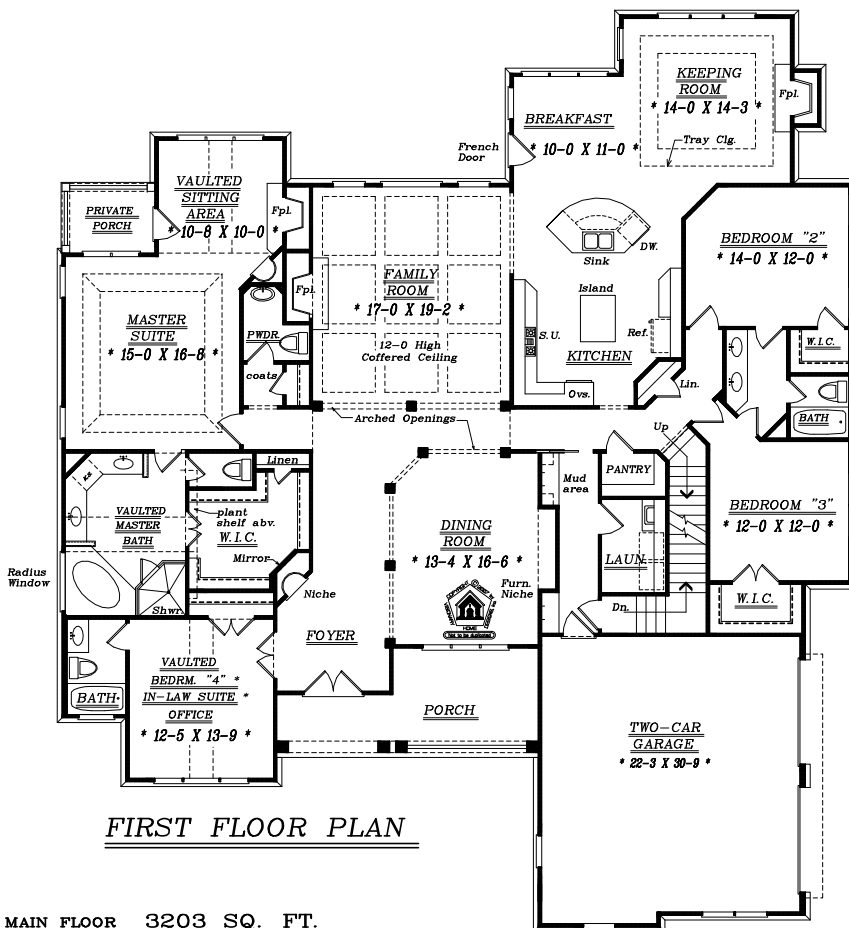 KEEPING
ROOM
* 14-0 X 14-3 *
Fpl.
Tray Clg.
BREAKFAST
* 10-0 X 11-0 *
French
Door
VAULTED
SITTING
AREA
* 10-8 X 10-0 *
Fpl.
PRIVATE
PORCH
Sink
DW.
BEDROOM "2"
* 14-0 X 12-0 *
FAMILY
ROOM
* 17-0 X 19-2 *
12-0 High
Coffered Ceiling
Fpl.
Island
S.U.
Ref.
KITCHEN
Ovs.
MASTER
SUITE
* 15-0 X 16-8 *
PWDR.
coats
W.I.C.
Lin.
BATH
Arched Openings
Up
Linen
Mud
area
PANTRY
plant
shelf abv.
W.I.C.
VAULTED
MASTER
BATH
KS
BEDROOM "3"
* 12-0 X 12-0 *
DINING
ROOM
* 13-4 X 16-6 *
Mirror
LAUN.
Radius
Window
Furn.
Niche
Niche
Shwr.
Dn.
W.I.C.
HOME
Not to be duplicated
FOYER
VAULTED
BEDRM. "4" *
IN-LAW SUITE *
OFFICE
* 12-5 X 13-9 *
BATH
PORCH
TWO-CAR
GARAGE
* 22-3 X 30-9 *
FIRST FLOOR PLAN
MAIN FLOOR 3203 SQ. FT.